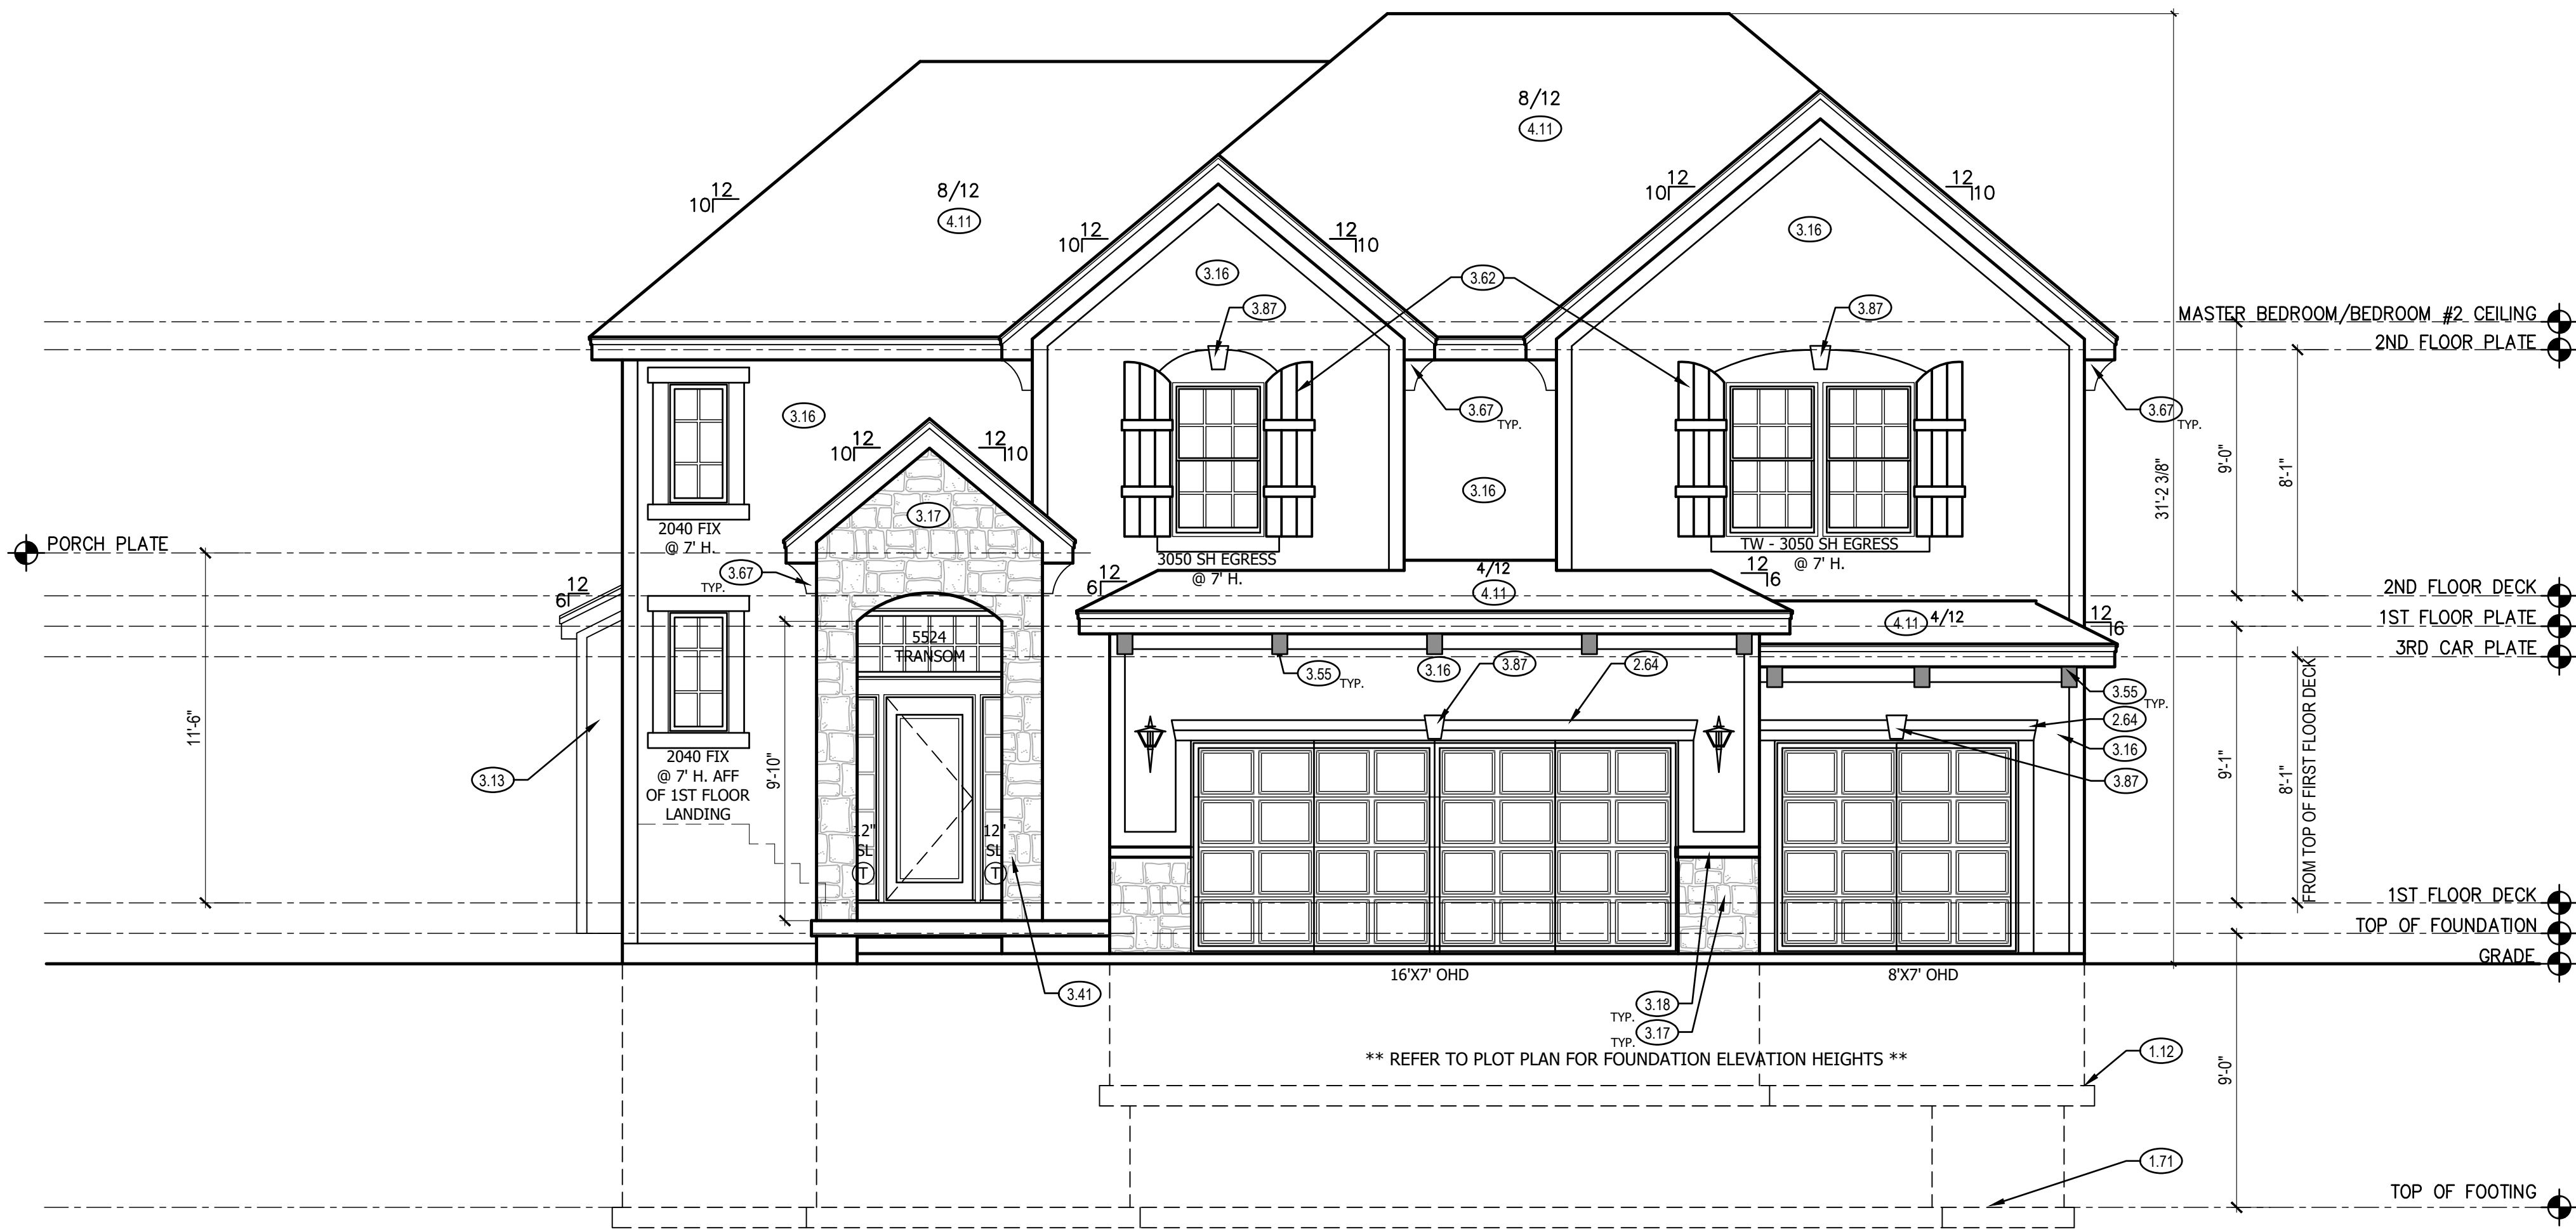 8/12
4.11
12
10
8/12
4.11
12
10
12
10
12
10
12
10
3.16
3.16
3.62
3.87
3.87
MASTER BEDROOM/BEDROOM #2 CEILING
2ND FLOOR PLATE
3.16
3.67
TYP.
3.67
TYP.
12
10
12
10
9'-0"
8'-1"
31'-2 3/8"
3.16
3.17
2040 FIX
@ 7' H.
PORCH PLATE
3050 SH EGRESS
@ 7' H.
TW - 3050 SH EGRESS
@ 7' H.
3.67
TYP.
12
6
12
6
4/12
4.11
12
6
2ND FLOOR DECK
1ST FLOOR PLATE
3RD CAR PLATE
4.11
4/12
12
6
5524
TRANSOM
3.55
TYP.
3.16
3.87
2.64
3.55
TYP.
2.64
3.16
3.87
11'-6"
3.13
2040 FIX
@ 7' H. AFF
OF 1ST FLOOR
LANDING
9'-10"
12"
SL
T
12"
SL
T
9'-1"
8'-1"
FROM TOP OF FIRST FLOOR DECK
1ST FLOOR DECK
TOP OF FOUNDATION
GRADE
16'X7' OHD
8'X7' OHD
3.41
3.18
TYP.
3.17
TYP.
** REFER TO PLOT PLAN FOR FOUNDATION ELEVATION HEIGHTS **
1.12
9'-0"
1.71
TOP OF FOOTING